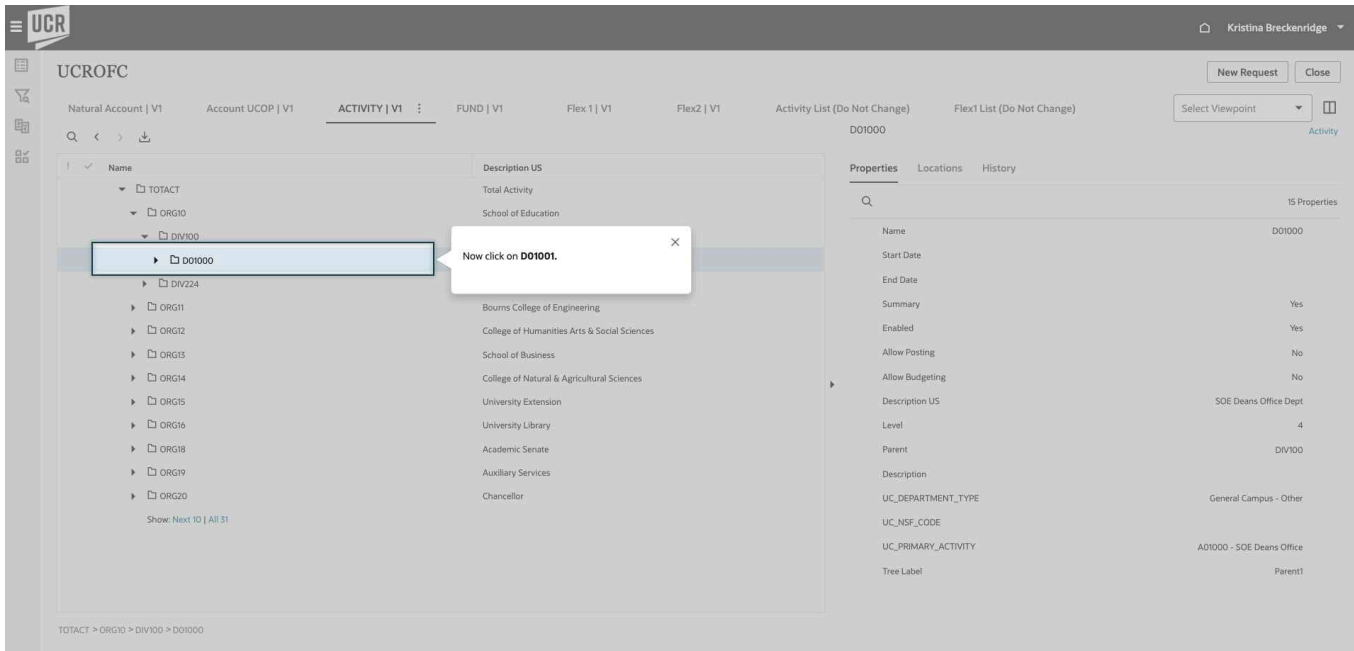 UCR
Kristina Breckenridge
UCROFC
New Request
Close
Natural Account | V1
Account UCOP | V1
ACTIVITY | V1
FUND | V1
Flex 1 | V1
Flex2 | V1
Activity List (Do Not Change)
Flex1 List (Do Not Change)
Select Viewpoint
D01000
Activity
Name
Description US
TOTACT
Total Activity
ORG10
School of Education
DIV100
D01000
DIV224
Now click on D01001.
ORG11
Bourns College of Engineering
ORG12
College of Humanities Arts & Social Sciences
ORG13
School of Business
ORG14
College of Natural & Agricultural Sciences
ORG15
University Extension
ORG16
University Library
ORG18
Academic Senate
ORG19
Auxiliary Services
ORG20
Chancellor
Show: Next 10 | All 31
Properties
Locations
History
15 Properties
Name
D01000
Start Date
End Date
Summary
Yes
Enabled
Yes
Allow Posting
No
Allow Budgeting
No
Description US
SOE Deans Office Dept
Level
4
Parent
DIV100
Description
UC_DEPARTMENT_TYPE
General Campus - Other
UC_NSF_CODE
UC_PRIMARY_ACTIVITY
A01000 - SOE Deans Office
Tree Label
Parent1
TOTACT > ORG10 > DIV100 > D01000